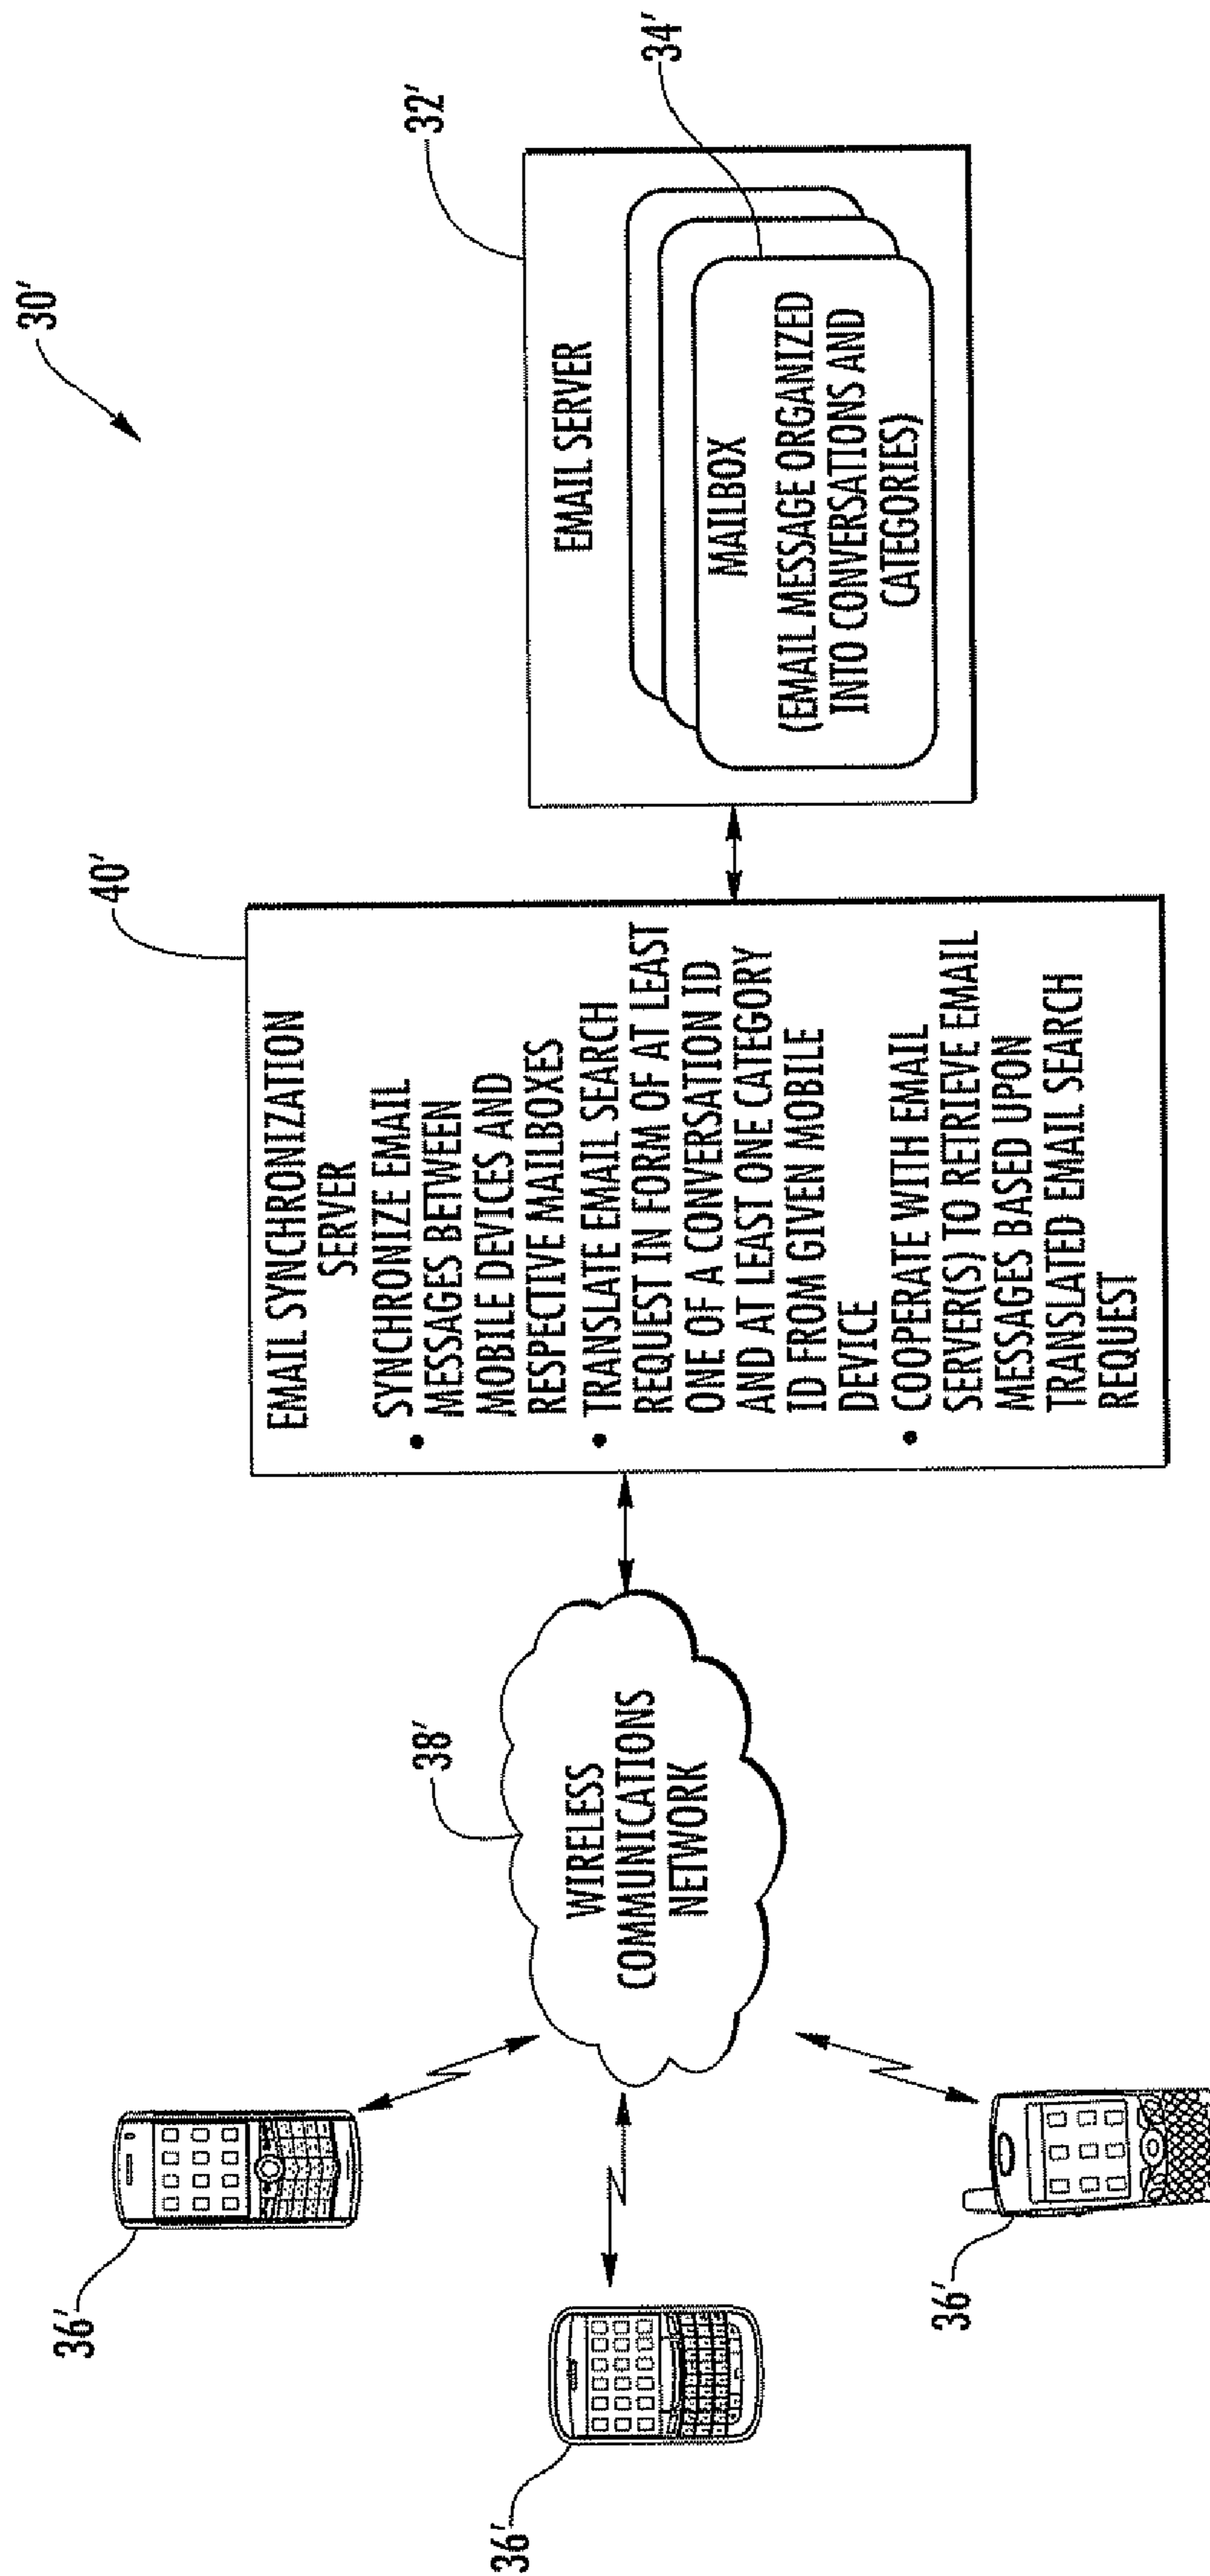 30'
36'
36'
36'
38'
WIRELESS
COMMUNICATIONS
NETWORK
40'
EMAIL SYNCHRONIZATION
SERVER
• SYNCHRONIZE EMAIL
MESSAGES BETWEEN
MOBILE DEVICES AND
RESPECTIVE MAILBOXES
• TRANSLATE EMAIL SEARCH
REQUEST IN FORM OF AT LEAST
ONE OF A CONVERSATION ID
AND AT LEAST ONE CATEGORY
ID FROM GIVEN MOBILE
DEVICE
• COOPERATE WITH EMAIL
SERVER(S) TO RETRIEVE EMAIL
MESSAGES BASED UPON
TRANSLATED EMAIL SEARCH
REQUEST
32'
EMAIL SERVER
34'
MAILBOX
(EMAIL MESSAGE ORGANIZED
INTO CONVERSATIONS AND
CATEGORIES)